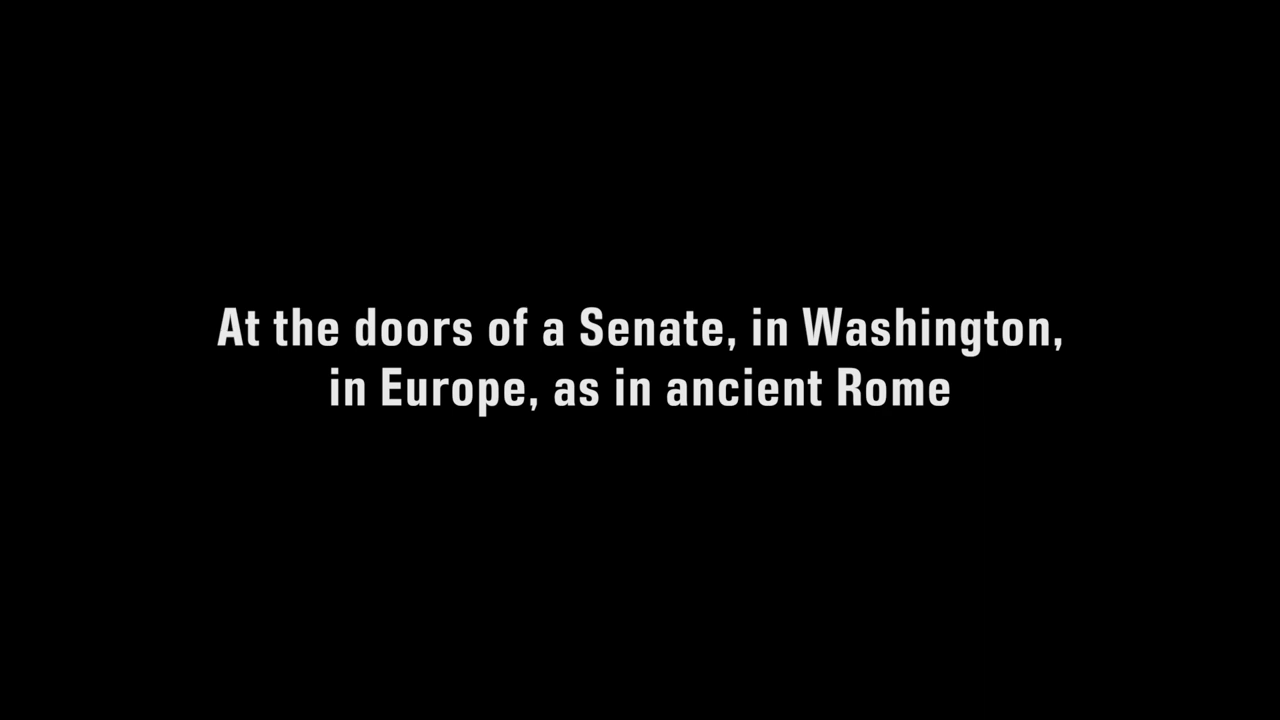 At the doors of a Senate, in Washington,
in Europe, as in ancient Rome